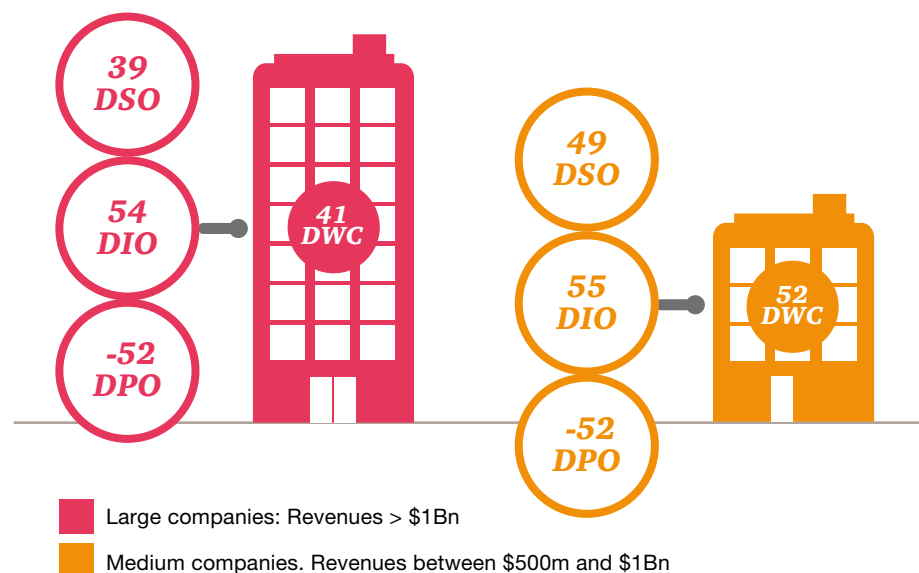 39
DSO
54
DIO
-52
DPO
41
DWC
49
DSO
55
DIO
-52
DPO
52
DWC
Large companies: Revenues > $1Bn
Medium companies. Revenues between $500m and $1Bn